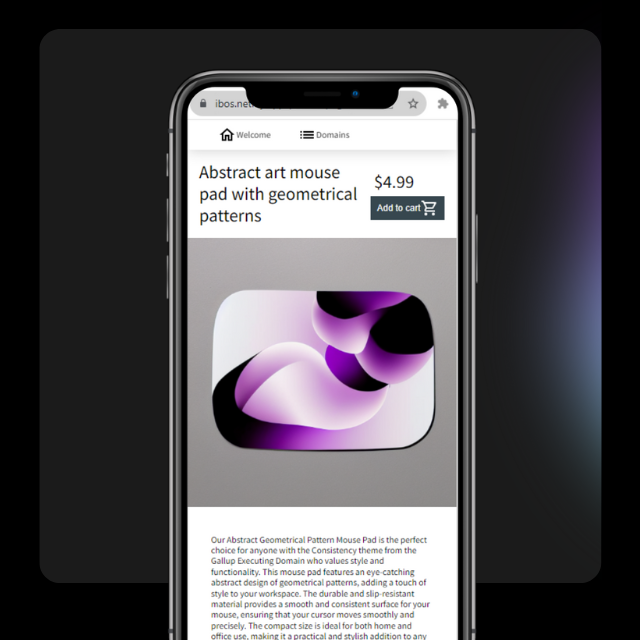 ibos.net
Welcome
Domains
Abstract art mouse
pad with geometrical
patterns
$4.99
Add to cart
Our Abstract Geometrical Pattern Mouse Pad is the perfect
choice for anyone with the Consistency theme from the
Gallup Executing Domain who values style and
functionality. This mouse pad features an eye-catching
abstract design of geometrical patterns, adding a touch of
style to your workspace. The durable and slip-resistant
material provides a smooth and consistent surface for your
mouse, ensuring that your cursor moves smoothly and
precisely. The compact size is ideal for both home and
office use, making it a practical and stylish addition to any